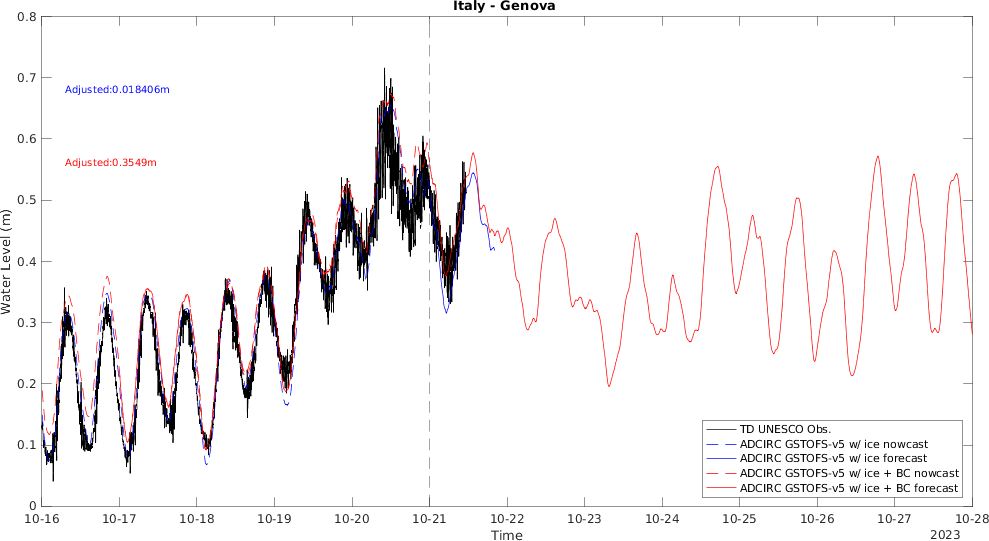 Italy - Genova
0.8
0.7
0.6
0.5
0.4
0.3
0.2
0.1
0
Water Level (m)
Adjusted:0.018406m
Adjusted:0.3549m
TD UNESCO Obs.
ADCIRC GSTOFS-v5 w/ ice nowcast
ADCIRC GSTOFS-v5 w/ ice forecast
ADCIRC GSTOFS-v5 w/ ice + BC nowcast
ADCIRC GSTOFS-v5 w/ ice + BC forecast
10-16 10-17 10-18 10-19 10-20 10-21 10-22 10-23 10-24 10-25 10-26 10-27 10-28
Time
2023